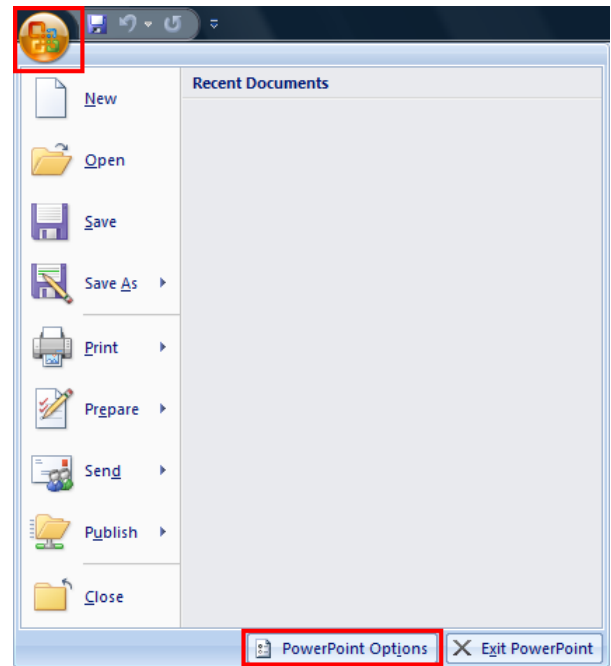 Recent Documents
New
Open
Save
Save As
Print
Prepare
Send
Publish
Close
PowerPoint Options
Exit PowerPoint